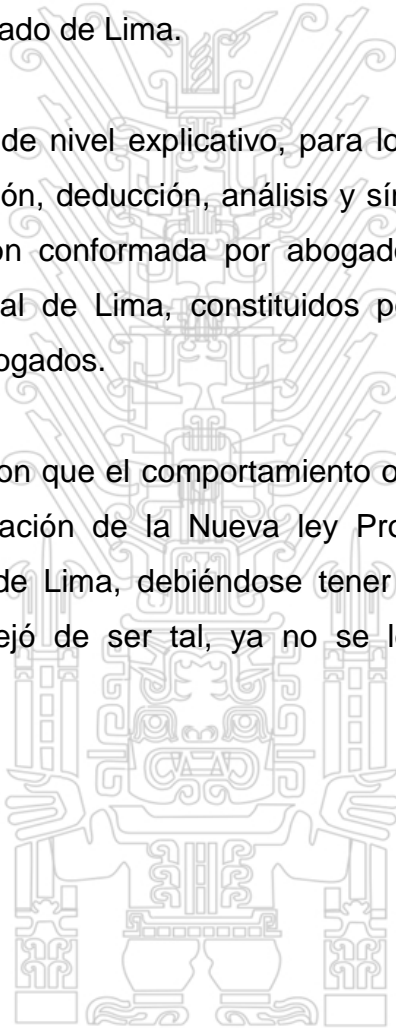 ado de Lima.
de nivel explicativo, para lo
ón, deducción, análisis y sín
on conformada por abogado
al de Lima, constituidos po
ogados.
on que el comportamiento o
ación de la Nueva ley Pro
de Lima, debiéndose tener
ejó de ser tal, ya no se le